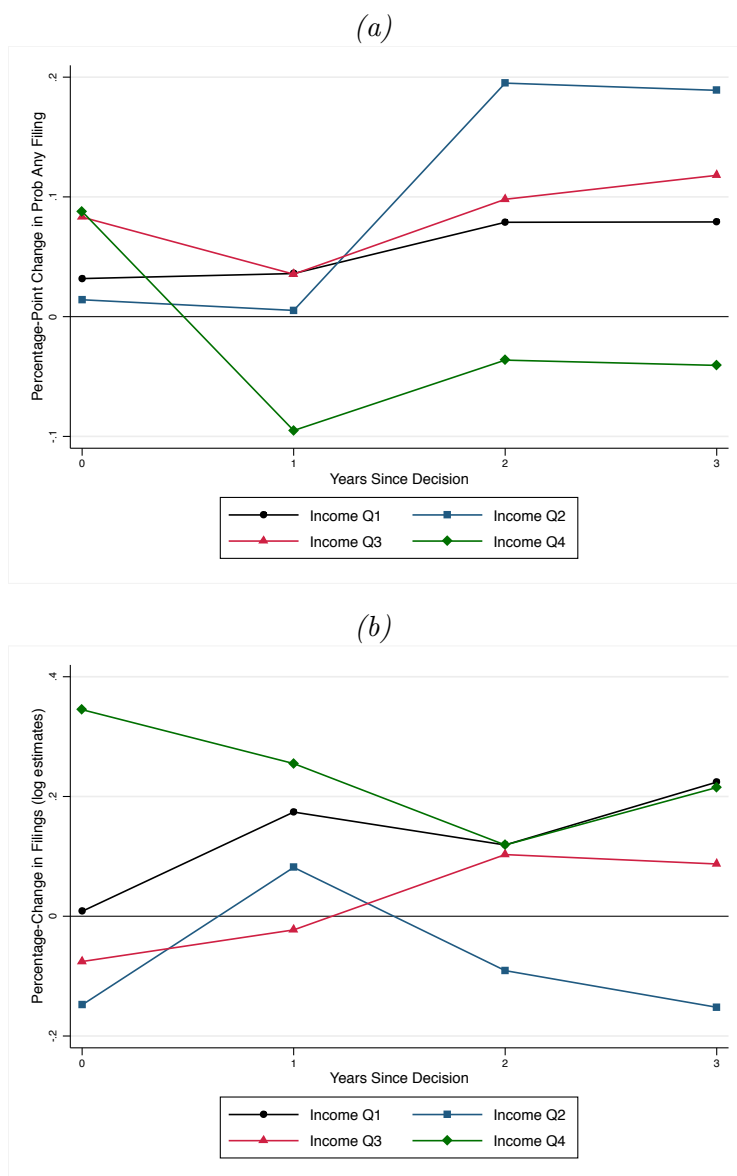 (a)
Percentage-Point Change in Prob Any Filing
.2
.1
0
-.1
0 1 2 3
Years Since Decision
Income Q1 Income Q2
Income Q3 Income Q4
(b)
Percentage-Change in Filings (log estimates)
.4
.2
0
-.2
0 1 2 3
Years Since Decision
Income Q1 Income Q2
Income Q3 Income Q4